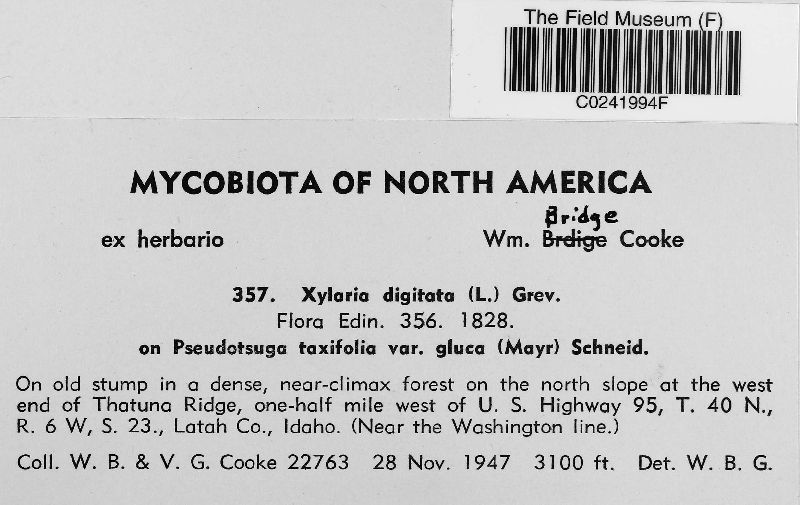 The Field Museum (F)
C0241994F
MYCOBIOTA OF NORTH AMERICA
Bridge
ex herbario Wm. Brdige Cooke
357. Xylaria digitata (L.) Grev.
Flora Edin. 356. 1828.
on Pseudotsuga taxifolia var. gluca (Mayr) Schneid.
On old stump in a dense, near-climax forest on the north slope at the west
end of Thatuna Ridge, one-half mile west of U. S. Highway 95, T. 40 N.,
R. 6 W, S. 23., Latah Co., Idaho. (Near the Washington line.)
Coll. W. B. & V. G. Cooke 22763 28 Nov. 1947 3100 ft. Det. W. B. G.